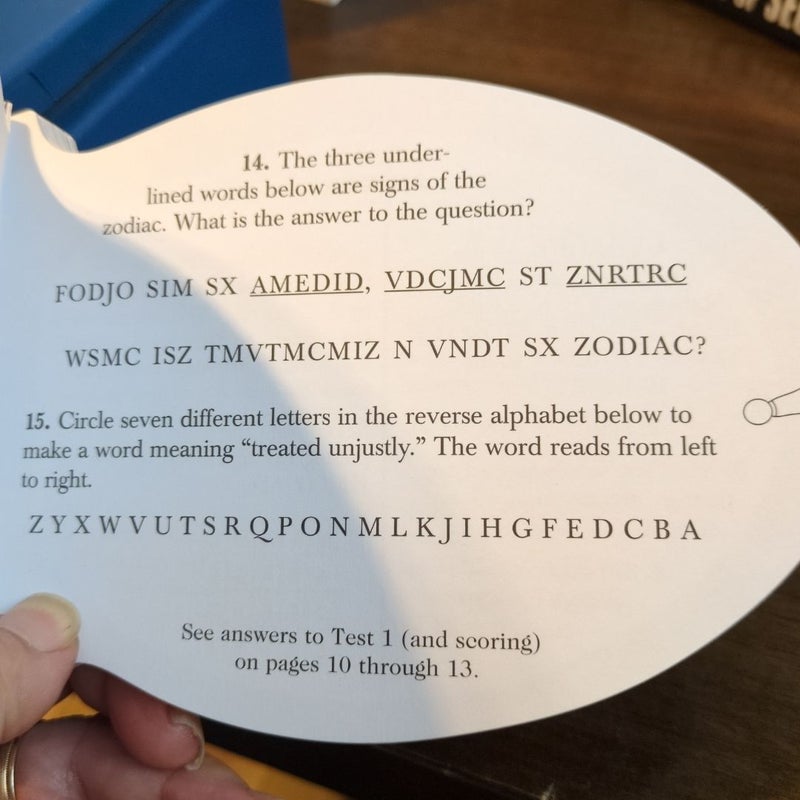 14. The three under-
lined words below are signs of the
zodiac. What is the answer to the question?
FODJO SIM SX AMEDID, VDCJMC ST ZNRTRC
WSMC ISZ TMVTMCMIZ N VNDT SX ZODIAC?
15. Circle seven different letters in the reverse alphabet below to
make a word meaning “treated unjustly.” The word reads from left
to right.
Z Y X W V U T S R Q P O N M L K J I H G F E D C B A
See answers to Test 1 (and scoring)
on pages 10 through 13.